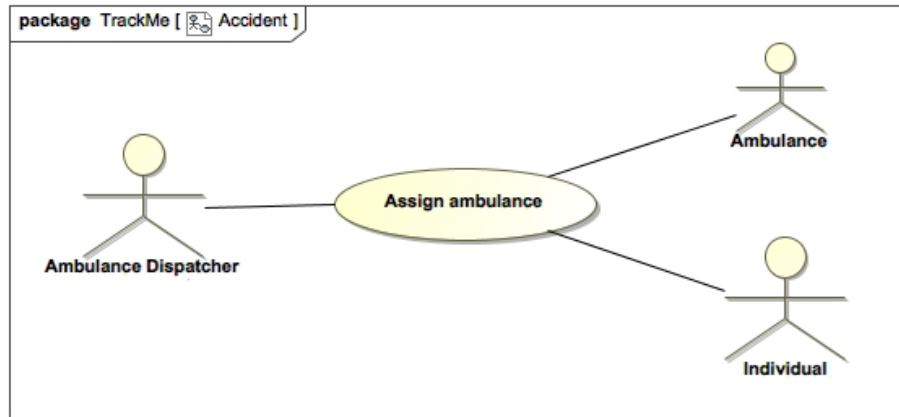 package TrackMe [ Accident ]
Ambulance
Assign ambulance
Ambulance Dispatcher
Individual